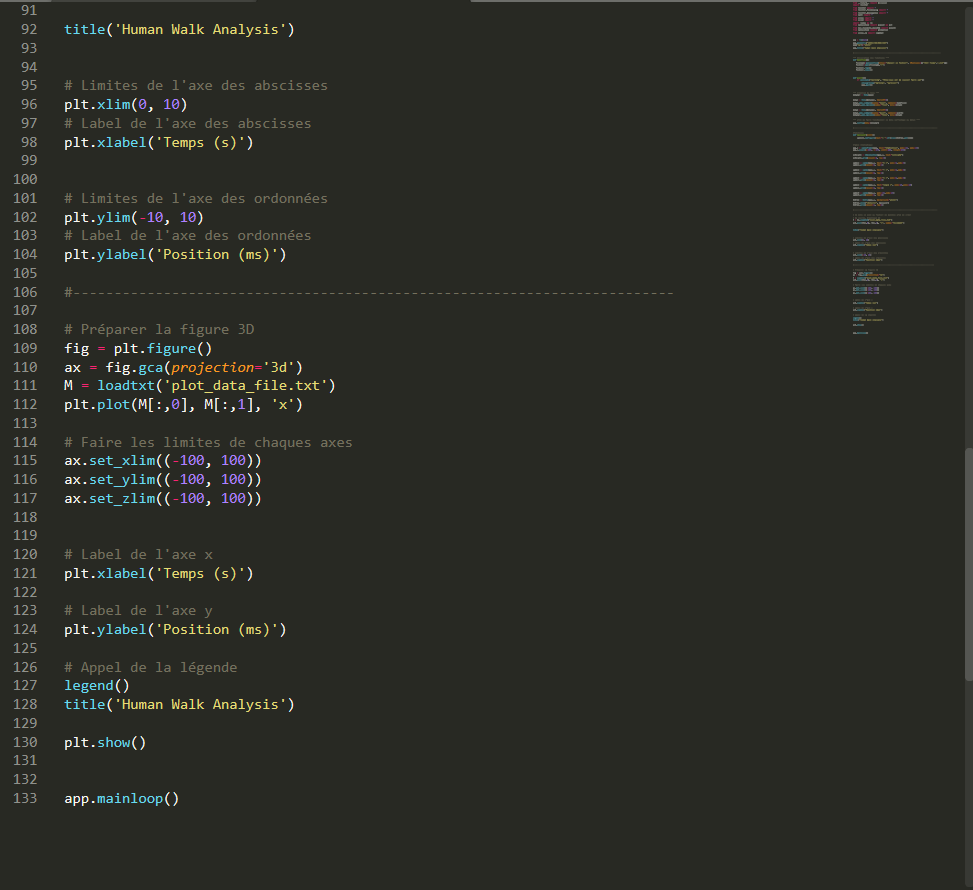 91
92 title('Human Walk Analysis')
93
94
95 # Limites de l'axe des abscisses
96 plt.xlim(0, 10)
97 # Label de l'axe des abscisses
98 plt.xlabel('Temps (s)')
99
100
101 # Limites de l'axe des ordonnées
102 plt.ylim(-10, 10)
103 # Label de l'axe des ordonnées
104 plt.ylabel('Position (ms)')
105
106 #-------------------------------------------------------------------------
107
108 # Préparer la figure 3D
109 fig = plt.figure()
110 ax = fig.gca(projection='3d')
111 M = loadtxt('plot_data_file.txt')
112 plt.plot(M[:,0], M[:,1], 'x')
113
114 # Faire les limites de chaques axes
115 ax.set_xlim((-100, 100))
116 ax.set_ylim((-100, 100))
117 ax.set_zlim((-100, 100))
118
119
120 # Label de l'axe x
121 plt.xlabel('Temps (s)')
122
123 # Label de l'axe y
124 plt.ylabel('Position (ms)')
125
126 # Appel de la légende
127 legend()
128 title('Human Walk Analysis')
129
130 plt.show()
131
132
133 app.mainloop()